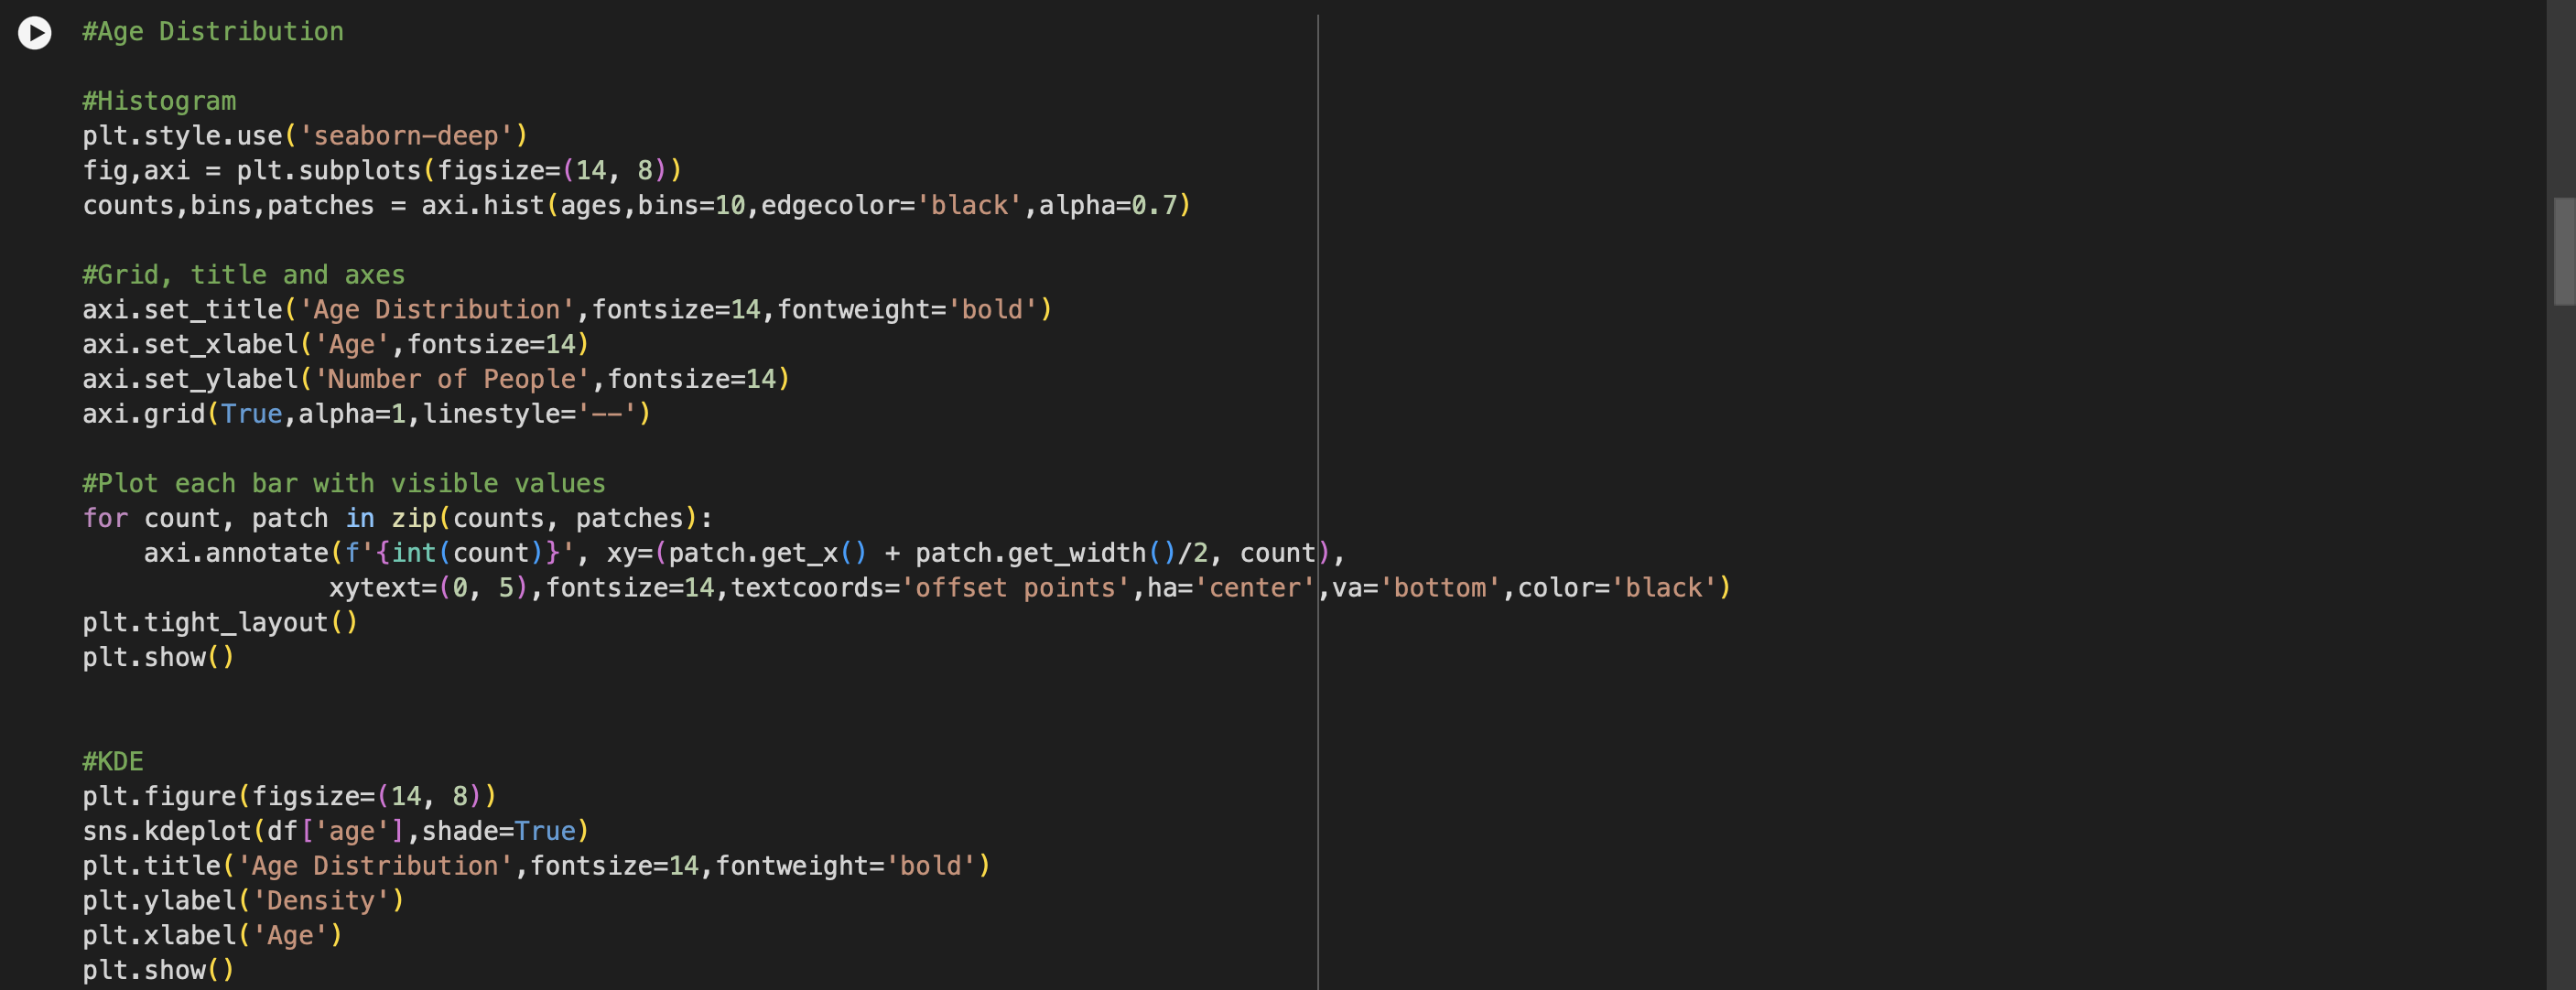 #Age Distribution
#Histogram
plt.style.use('seaborn-deep')
fig,axi = plt.subplots(figsize=(14, 8))
counts,bins,patches = axi.hist(ages,bins=10,edgecolor='black',alpha=0.7)
#Grid, title and axes
axi.set_title('Age Distribution',fontsize=14,fontweight='bold')
axi.set_xlabel('Age',fontsize=14)
axi.set_ylabel('Number of People',fontsize=14)
axi.grid(True,alpha=1,linestyle='--')
#Plot each bar with visible values
for count, patch in zip(counts, patches):
    axi.annotate(f'{int(count)}', xy=(patch.get_x() + patch.get_width()/2, count),
                xytext=(0, 5),fontsize=14,textcoords='offset points',ha='center',va='bottom',color='black')
plt.tight_layout()
plt.show()
#KDE
plt.figure(figsize=(14, 8))
sns.kdeplot(df['age'],shade=True)
plt.title('Age Distribution',fontsize=14,fontweight='bold')
plt.ylabel('Density')
plt.xlabel('Age')
plt.show()